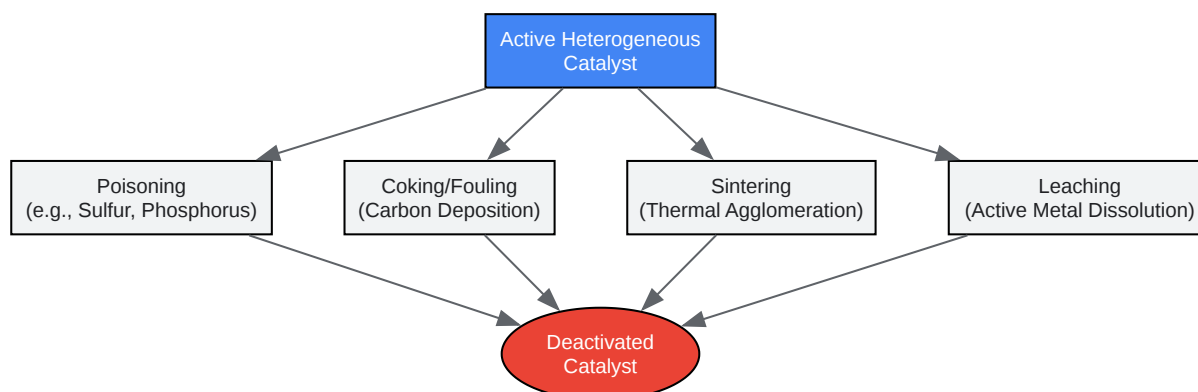 Active Heterogeneous
Catalyst
Poisoning
(e.g., Sulfur, Phosphorus)
Coking/Fouling
(Carbon Deposition)
Sintering
(Thermal Agglomeration)
Leaching
(Active Metal Dissolution)
Deactivated
Catalyst